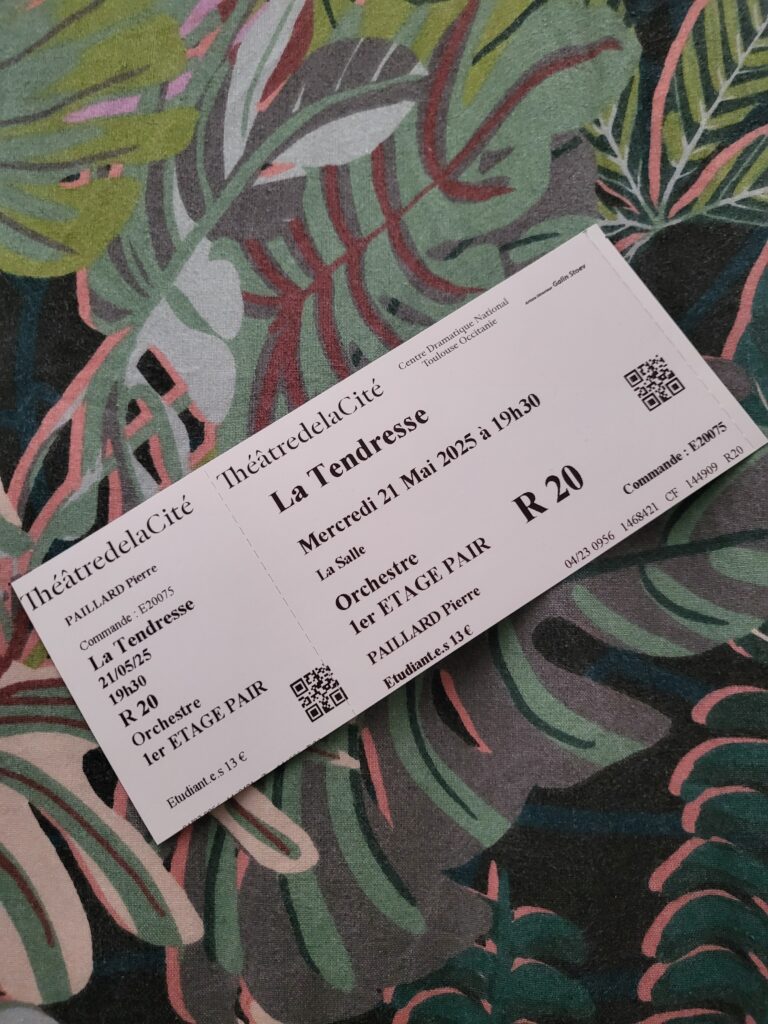 ThéâtredelaCité
PAILLARD Pierre
Commande : E20075
La Tendresse
21/05/25
19h30
R 20
Orchestre
1er ETAGE PAIR
Etudiant.e.s 13 €
ThéâtredelaCité
Centre Dramatique National
Toulouse Occitanie
Galin Stoev
La Tendresse
Mercredi 21 Mai 2025 à 19h30
La Salle
R 20
Orchestre
1er ETAGE PAIR
Commande : E20075
PAILLARD Pierre
Etudiant.e.s 13 €
04/23 0956 1468421 CF 144909 R20